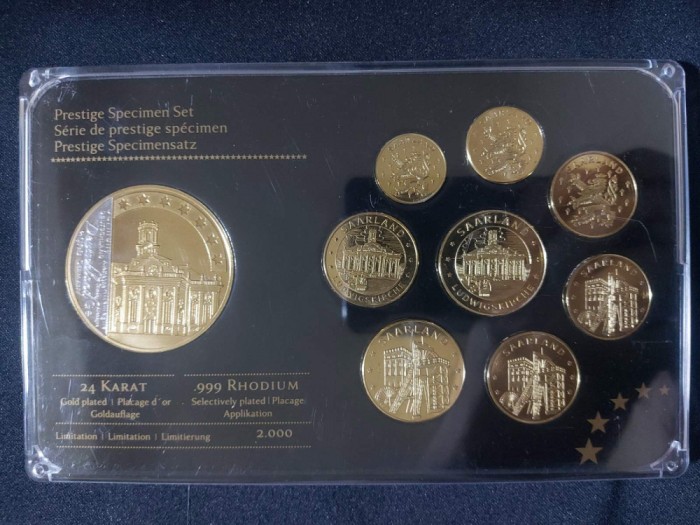 Prestige Specimen Set
Série de prestige spécimen
Prestige Specimensatz
24 KARAT
Gold plated | Placage d'or
Goldauflage
.999 RHODIUM
Selectively plated | Placage
Applikation
Limitation | Limitation | Limitierung 2.000
SAARLAND
SAARLAND
SAARLAND
LUDWIGSKIRCHE
SAARLAND
LUDWIGSKIRCHE
SAARLAND
SAARLAND
SAARLAND